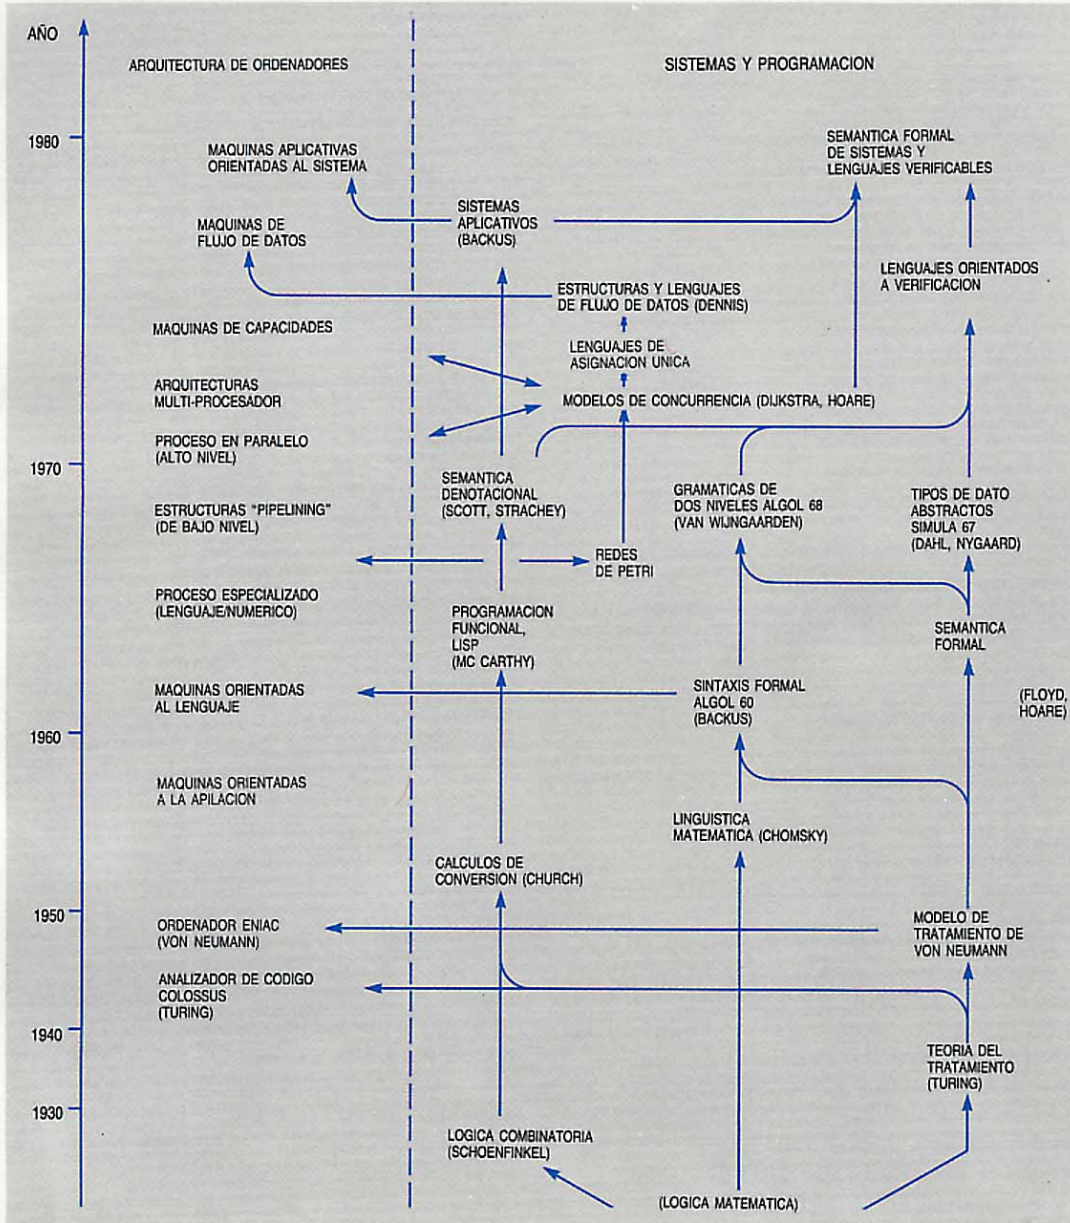 AÑO
ARQUITECTURA DE ORDENADORES
SISTEMAS Y PROGRAMACION
1980
MAQUINAS APLICATIVAS
ORIENTADAS AL SISTEMA
SEMANTICA FORMAL
DE SISTEMAS Y
LENGUAJES VERIFICABLES
MAQUINAS DE
FLUJO DE DATOS
SISTEMAS
APLICATIVOS
(BACKUS)
LENGUAJES ORIENTADOS
A VERIFICACION
ESTRUCTURAS Y LENGUAJES
DE FLUJO DE DATOS (DENNIS)
MAQUINAS DE CAPACIDADES
LENGUAJES DE
ASIGNACION UNICA
ARQUITECTURAS
MULTI-PROCESADOR
MODELOS DE CONCURRENCIA (DIJKSTRA, HOARE)
PROCESO EN PARALELO
(ALTO NIVEL)
1970
SEMANTICA
DENOTACIONAL
(SCOTT, STRACHEY)
GRAMATICAS DE
DOS NIVELES ALGOL 68
(VAN WIJNGAARDEN)
TIPOS DE DATO
ABSTRACTOS
SIMULA 67
(DAHL, NYGAARD)
ESTRUCTURAS "PIPELINING"
(DE BAJO NIVEL)
REDES
DE PETRI
PROCESO ESPECIALIZADO
(LENGUAJE/NUMERICO)
PROGRAMACION
FUNCIONAL,
LISP
(MC CARTHY)
SEMANTICA
FORMAL
MAQUINAS ORIENTADAS
AL LENGUAJE
SINTAXIS FORMAL
ALGOL 60
(BACKUS)
(FLOYD,
HOARE)
1960
MAQUINAS ORIENTADAS
A LA APILACION
LINGUISTICA
MATEMATICA (CHOMSKY)
CALCULOS DE
CONVERSION (CHURCH)
1950
ORDENADOR ENIAC
(VON NEUMANN)
MODELO DE
TRATAMIENTO DE
VON NEUMANN
ANALIZADOR DE CODIGO
COLOSSUS
(TURING)
1940
TEORIA DEL
TRATAMIENTO
(TURING)
1930
LOGICA COMBINATORIA
(SCHOENFINKEL)
(LOGICA MATEMATICA)